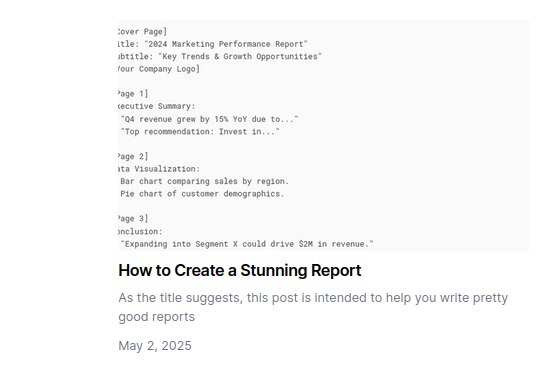 Cover Page]
itle: "2024 Marketing Performance Report"
ubtitle: "Key Trends & Growth Opportunities"
Your Company Logo]
Page 1]
xecutive Summary:
"Q4 revenue grew by 15% YoY due to..."
"Top recommendation: Invest in..."
Page 2]
ata Visualization:
Bar chart comparing sales by region.
Pie chart of customer demographics.
Page 3]
onclusion:
"Expanding into Segment X could drive $2M in revenue."
How to Create a Stunning Report
As the title suggests, this post is intended to help you write pretty
good reports
May 2, 2025